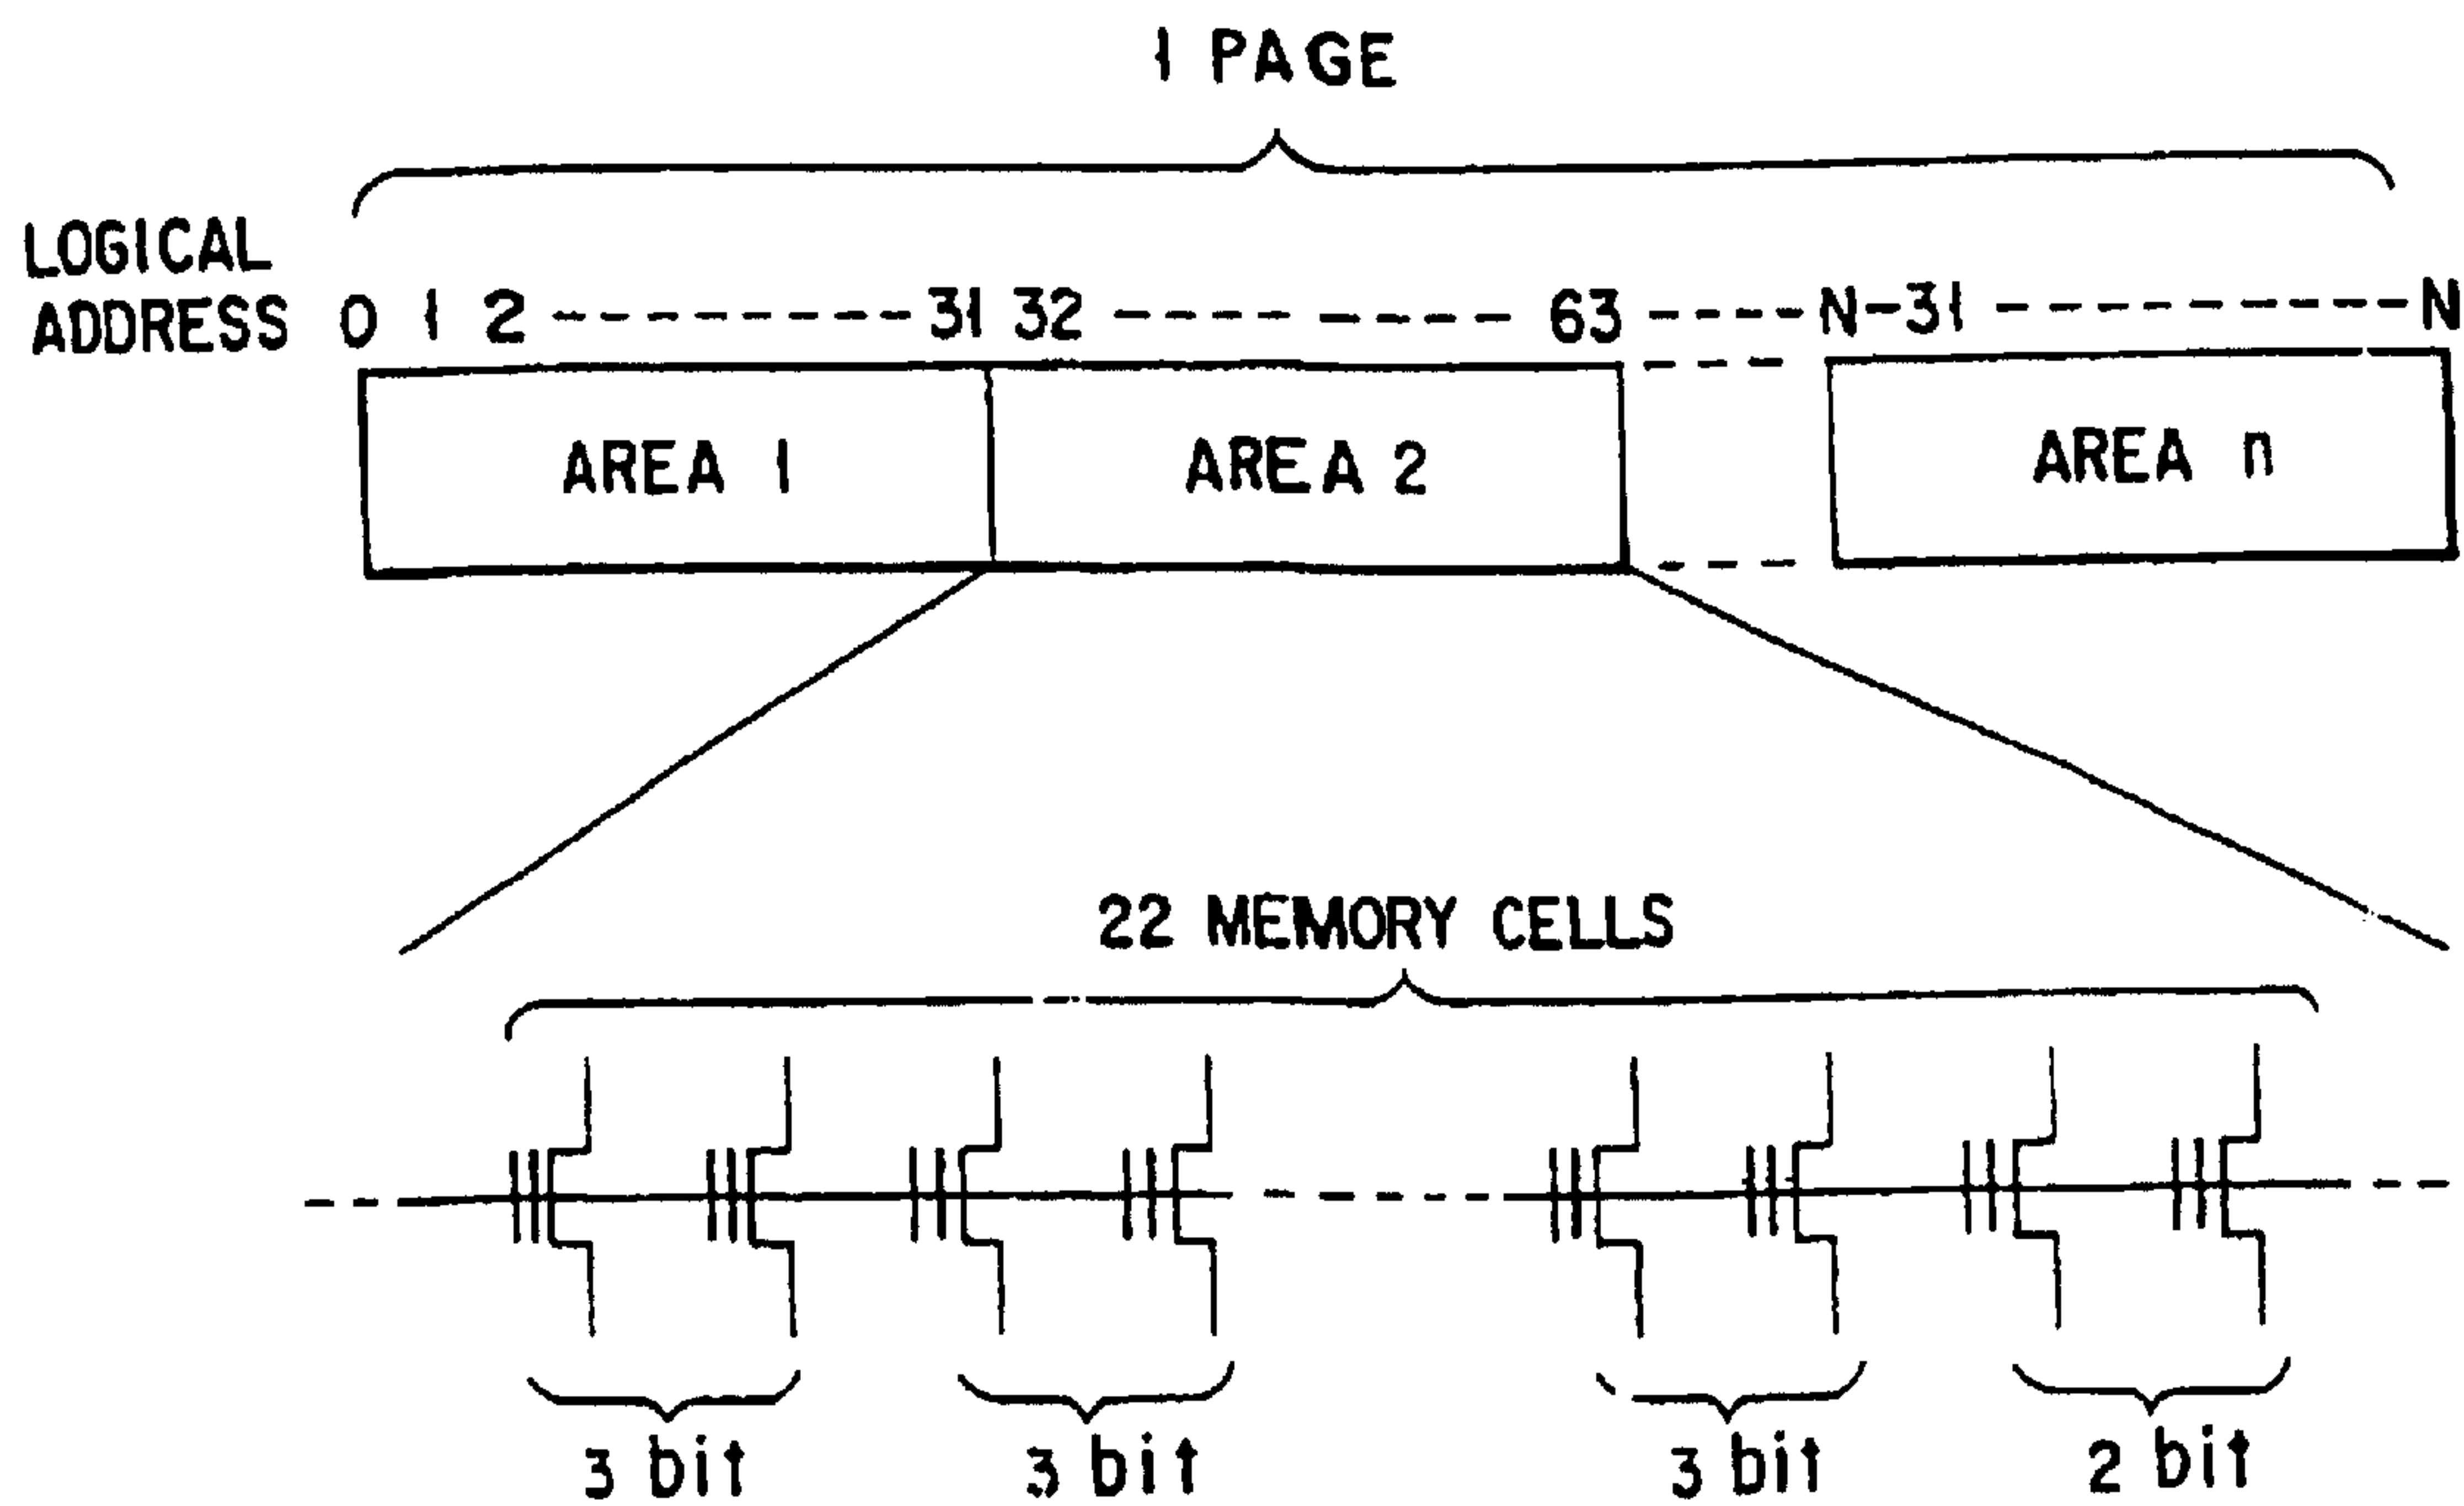 1 PAGE
LOGICAL
ADDRESS 0 1 2 --------- 31 32 --------- 63 ---- N-31 --------- N
AREA 1 AREA 2 AREA n
22 MEMORY CELLS
3 bit 3 bit 3 bit 2 bit